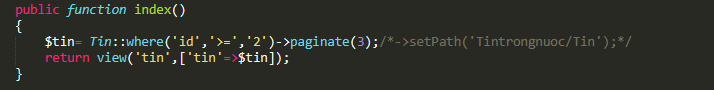 public function index()
{
    $tin= Tin::where('id','>=','2')->paginate(3);/*->setPath('Tintrongnuoc/Tin');*/
    return view('tin',['tin'=>$tin]);
}